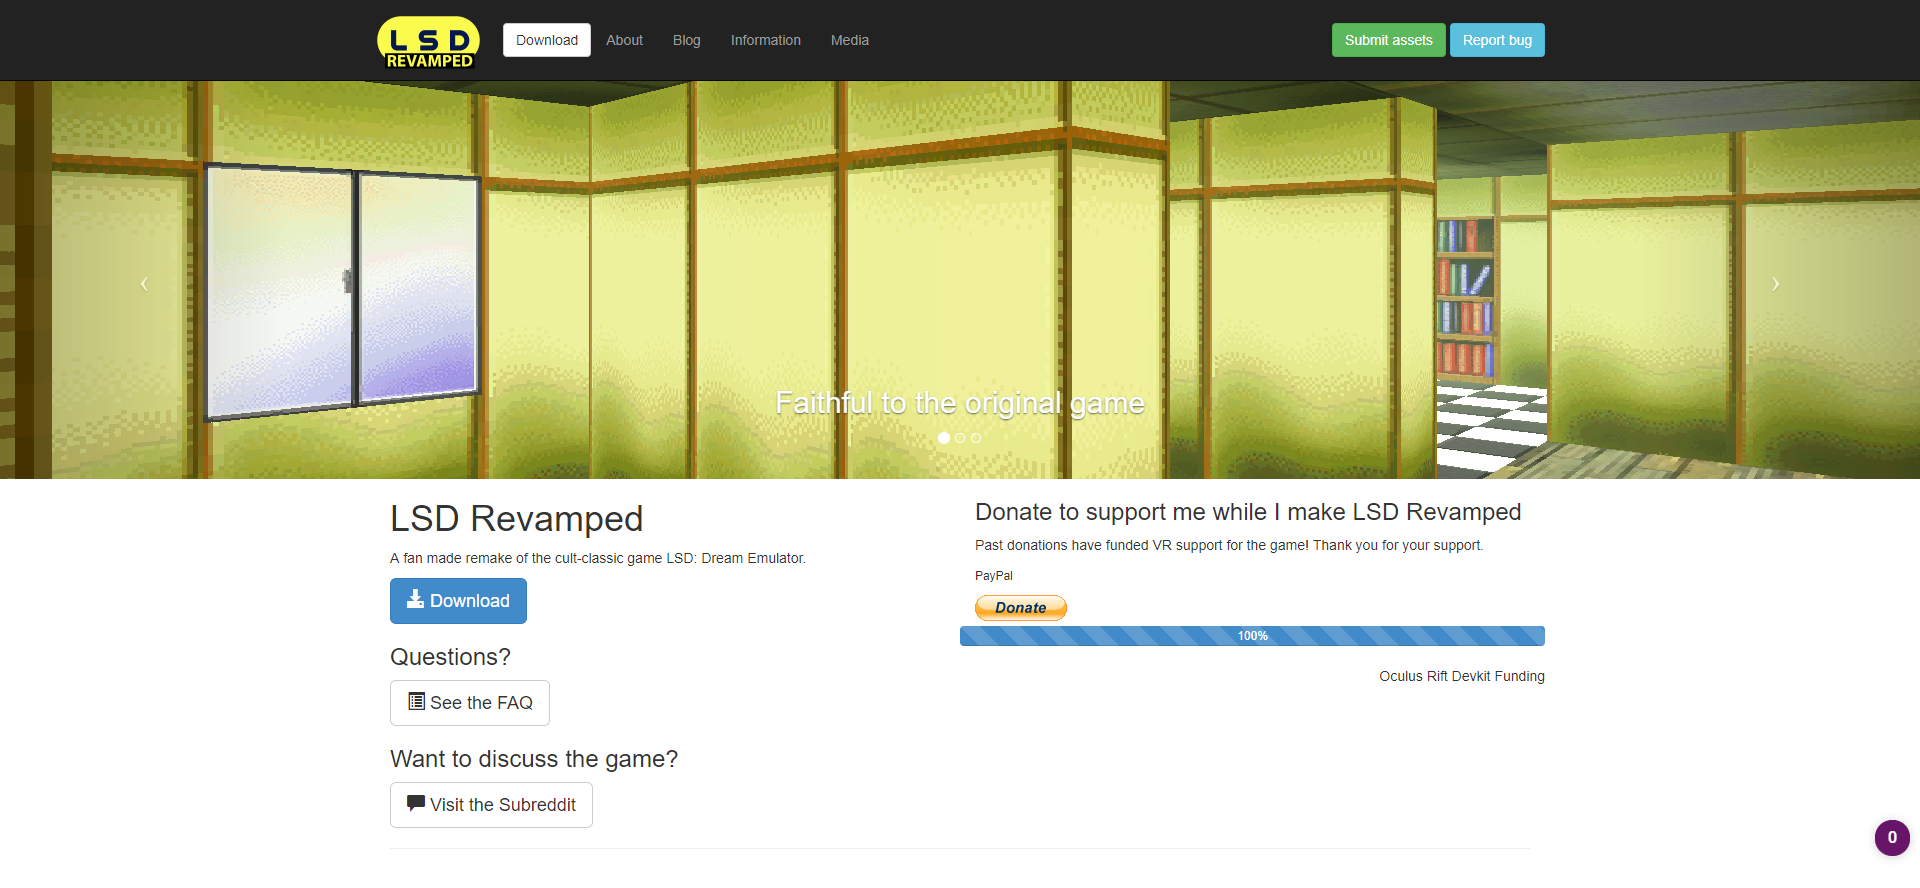 LSD
REVAMPED
Download
About
Blog
Information
Media
Submit assets
Report bug
Faithful to the original game
LSD Revamped
A fan made remake of the cult-classic game LSD: Dream Emulator.
Download
Questions?
See the FAQ
Want to discuss the game?
Visit the Subreddit
Donate to support me while I make LSD Revamped
Past donations have funded VR support for the game! Thank you for your support.
PayPal
Donate
100%
Oculus Rift Devkit Funding
0